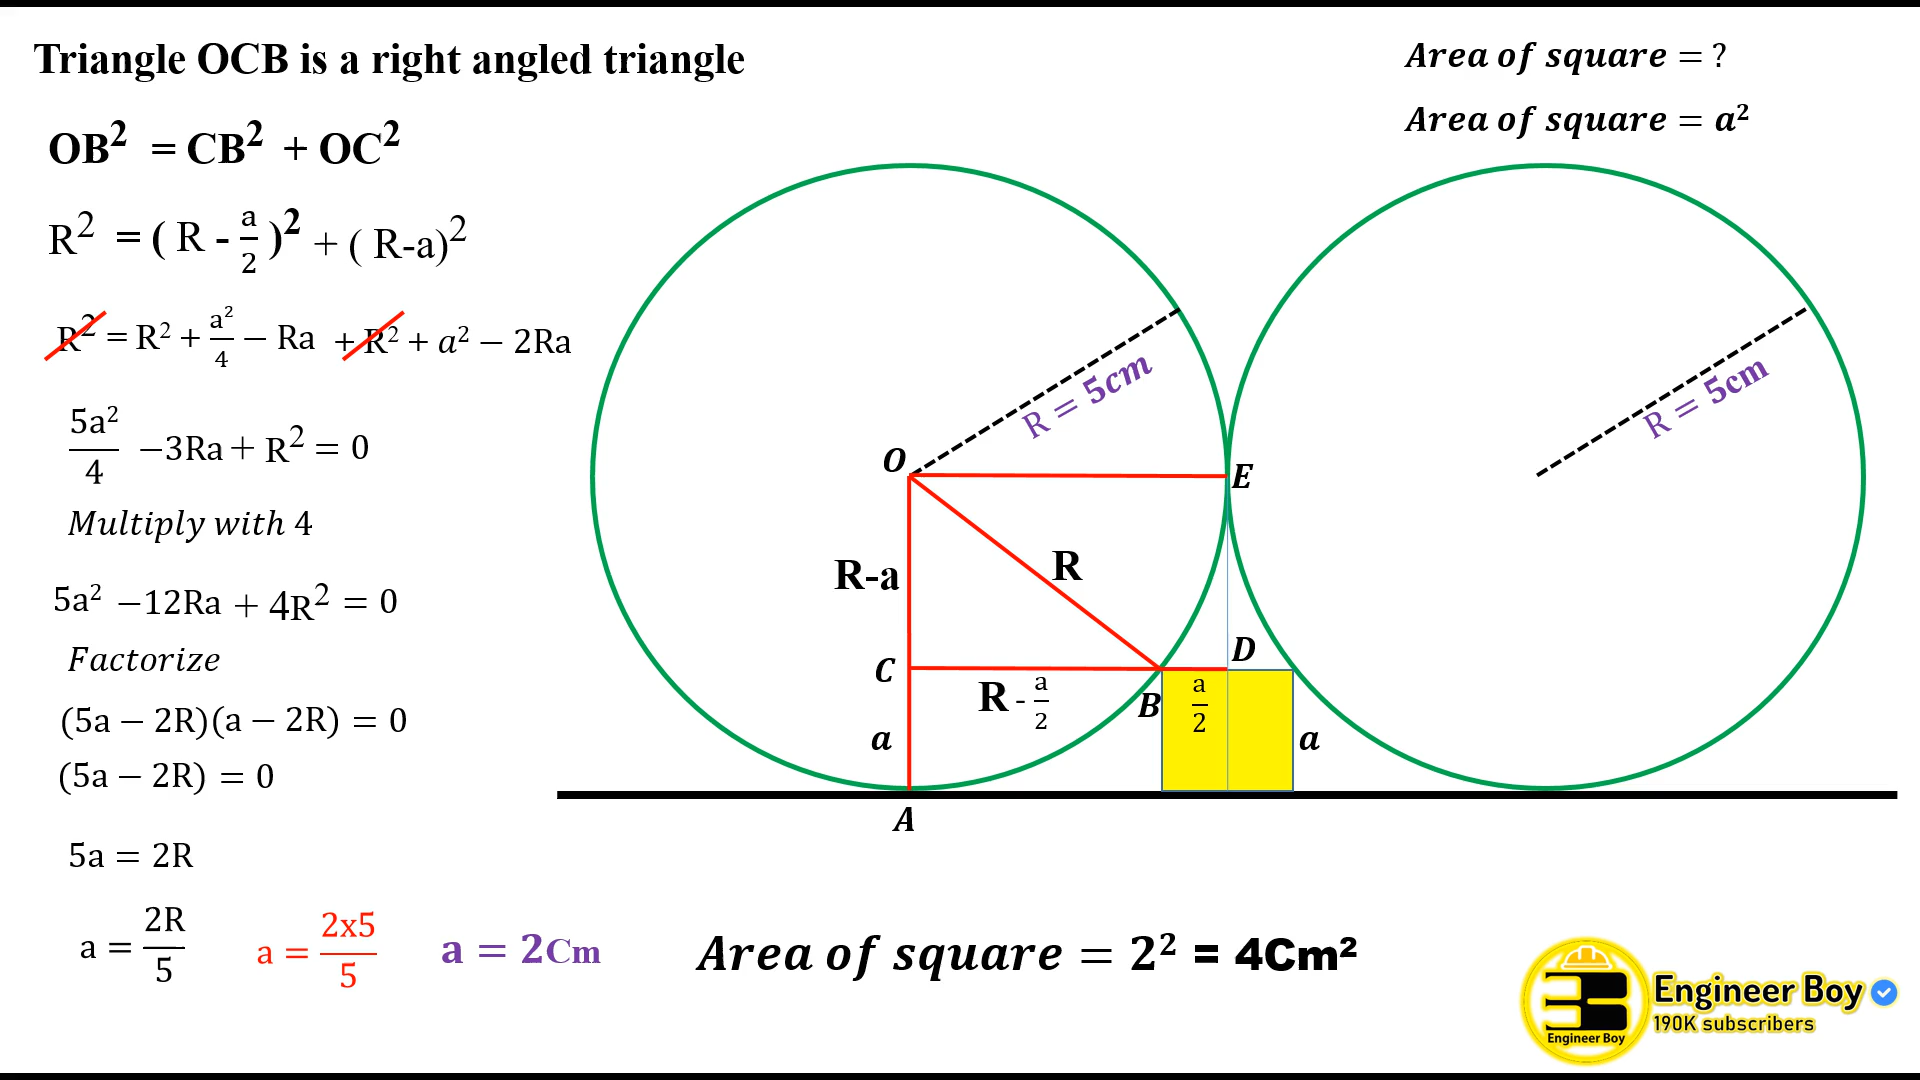 Triangle OCB is a right angled triangle
OB² = CB² + OC²
R² = ( R - a/2 )² + ( R-a)²
R² = R² + a²/4 − Ra + R² + a² − 2Ra
5a²/4 −3Ra + R² = 0
Multiply with 4
5a² −12Ra + 4R² = 0
Factorize
(5a − 2R)(a − 2R) = 0
(5a − 2R) = 0
5a = 2R
a = 2R/5
a = 2x5/5
a = 2Cm
Area of square = 2² = 4Cm²
Area of square = ?
Area of square = a²
R = 5cm
R = 5cm
O
E
R-a
R
D
C
R - a/2
B
a/2
a
a
A
Engineer Boy
190K subscribers
Engineer Boy